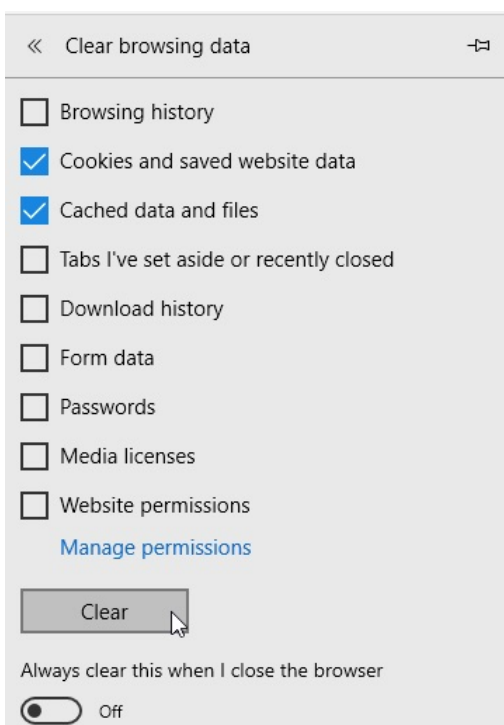 Clear browsing data
Browsing history
Cookies and saved website data
Cached data and files
Tabs I've set aside or recently closed
Download history
Form data
Passwords
Media licenses
Website permissions
Manage permissions
Clear
Always clear this when I close the browser
Off